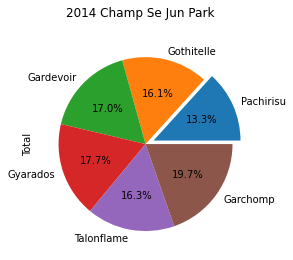 2014 Champ Se Jun Park
Gothitelle
Gardevoir
Pachirisu
16.1%
17.0%
13.3%
Total
17.7%
19.7%
Gyarados
16.3%
Garchomp
Talonflame